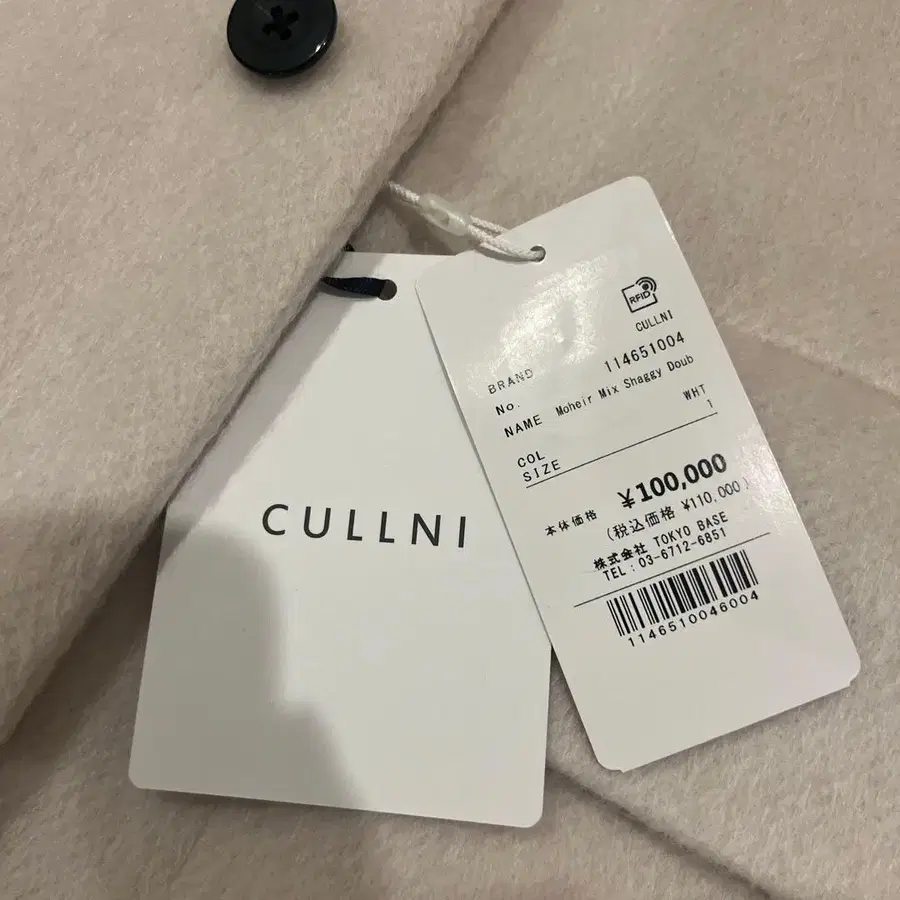 CULLNI
RFID
BRAND CULLNI
No. 114651004
NAME Moheir Mix Shaggy Doub
COL WHT
SIZE 1
本体価格 ¥100,000
(税込価格 ¥110,000)
株式会社 TOKYO BASE
TEL:03-6712-6851
1146510046004